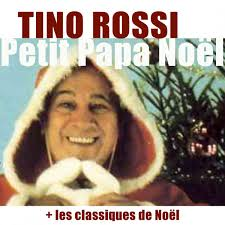 TINO ROSSI
Petit Papa Noël
+ les classiques de Noël